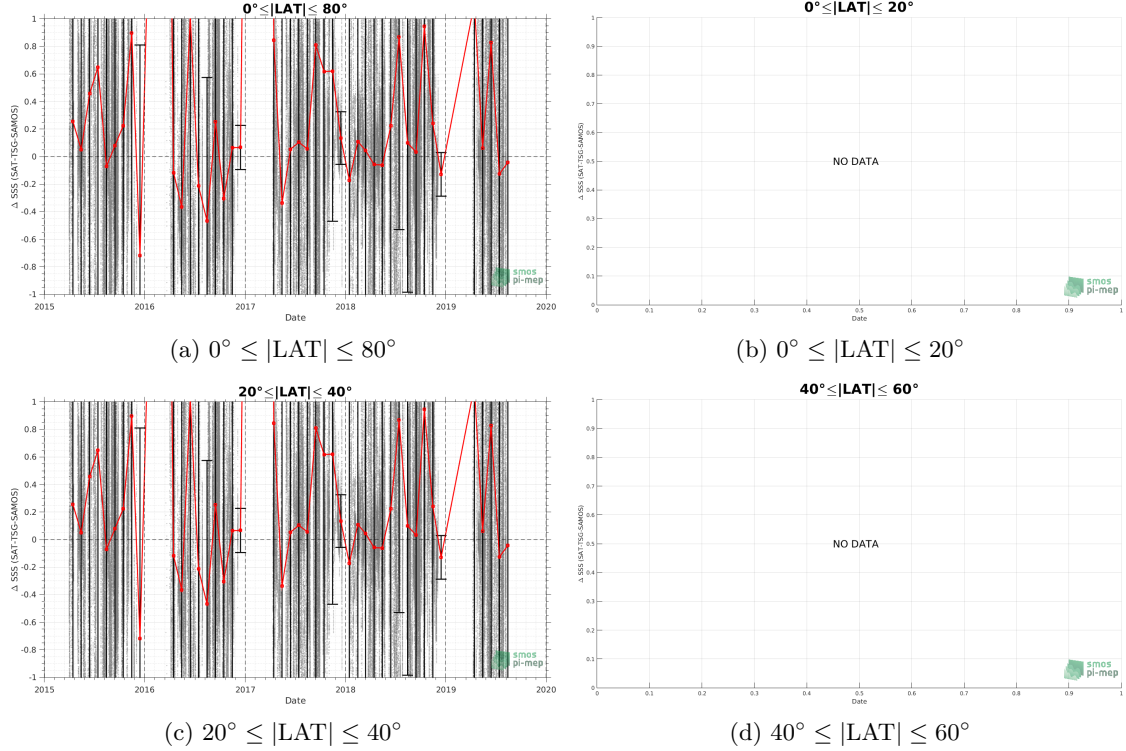 0°≤|LAT|≤ 80°
Δ SSS (SAT-TSG-SAMOS)
1
0.8
0.6
0.4
0.2
0
-0.2
-0.4
-0.6
-0.8
-1
2015 2016 2017 2018 2019 2020
Date
smos
pi-mep
(a) 0° ≤ |LAT| ≤ 80°
0°≤|LAT|≤ 20°
Δ SSS (SAT-TSG-SAMOS)
1
0.9
0.8
0.7
0.6
0.5
0.4
0.3
0.2
0.1
0
NO DATA
0 0.1 0.2 0.3 0.4 0.5 0.6 0.7 0.8 0.9 1
Date
smos
pi-mep
(b) 0° ≤ |LAT| ≤ 20°
20°≤|LAT|≤ 40°
Δ SSS (SAT-TSG-SAMOS)
1
0.8
0.6
0.4
0.2
0
-0.2
-0.4
-0.6
-0.8
-1
2015 2016 2017 2018 2019 2020
Date
smos
pi-mep
(c) 20° ≤ |LAT| ≤ 40°
40°≤|LAT|≤ 60°
Δ SSS (SAT-TSG-SAMOS)
1
0.9
0.8
0.7
0.6
0.5
0.4
0.3
0.2
0.1
0
NO DATA
0 0.1 0.2 0.3 0.4 0.5 0.6 0.7 0.8 0.9 1
Date
smos
pi-mep
(d) 40° ≤ |LAT| ≤ 60°